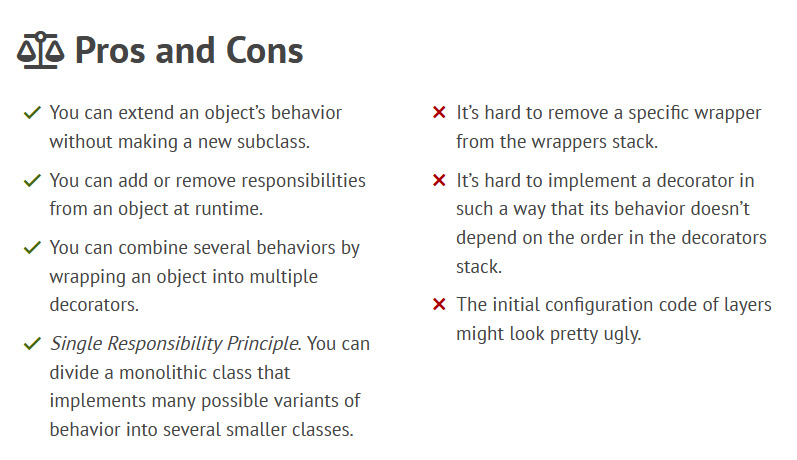 Pros and Cons
You can extend an object’s behavior
without making a new subclass.
You can add or remove responsibilities
from an object at runtime.
You can combine several behaviors by
wrapping an object into multiple
decorators.
Single Responsibility Principle. You can
divide a monolithic class that
implements many possible variants of
behavior into several smaller classes.
It’s hard to remove a specific wrapper
from the wrappers stack.
It’s hard to implement a decorator in
such a way that its behavior doesn’t
depend on the order in the decorators
stack.
The initial configuration code of layers
might look pretty ugly.